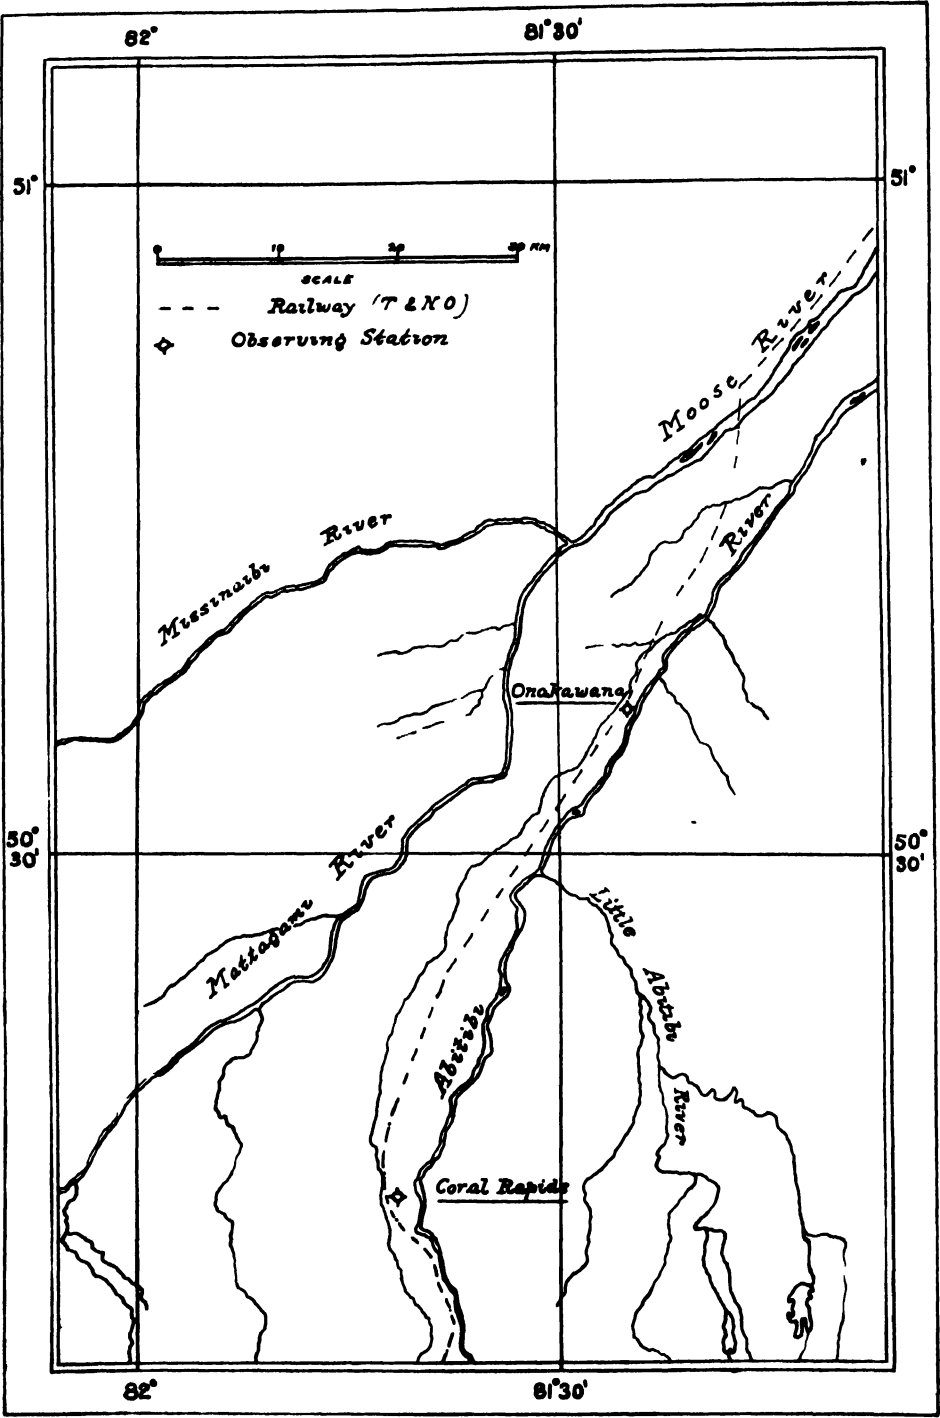 82° 81° 30'
51° 51°
0 10 20 30 KM
SCALE
Railway (T & N O)
Observing Station
Moose River
Missinaibi River
River
Onakawana
50° 30' 50° 30'
Mattagami River
Little Abitibi River
Abitibi
Coral Rapids
82° 81° 30'